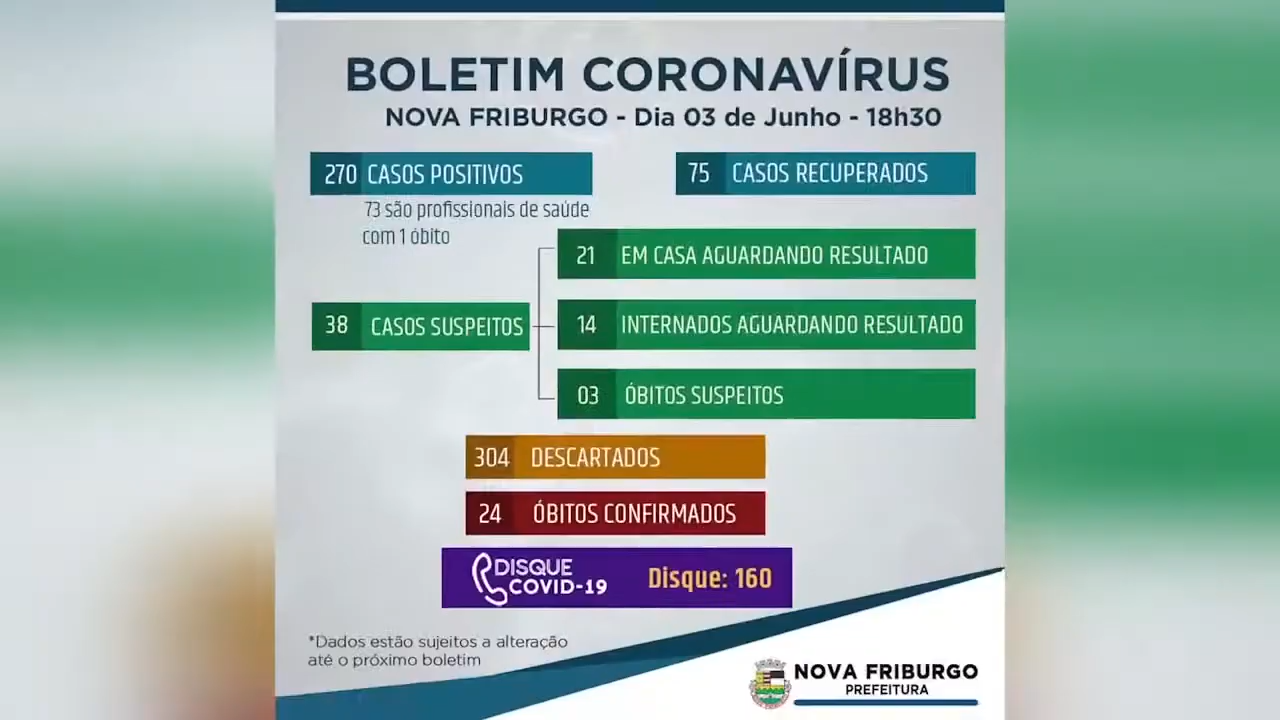 BOLETIM CORONAVÍRUS
NOVA FRIBURGO - Dia 03 de Junho - 18h30
270 CASOS POSITIVOS
73 são profissionais de saúde
com 1 óbito
75 CASOS RECUPERADOS
38 CASOS SUSPEITOS
21 EM CASA AGUARDANDO RESULTADO
14 INTERNADOS AGUARDANDO RESULTADO
03 ÓBITOS SUSPEITOS
304 DESCARTADOS
24 ÓBITOS CONFIRMADOS
DISQUE
COVID-19
Disque: 160
*Dados estão sujeitos a alteração
até o próximo boletim
NOVA FRIBURGO
PREFEITURA